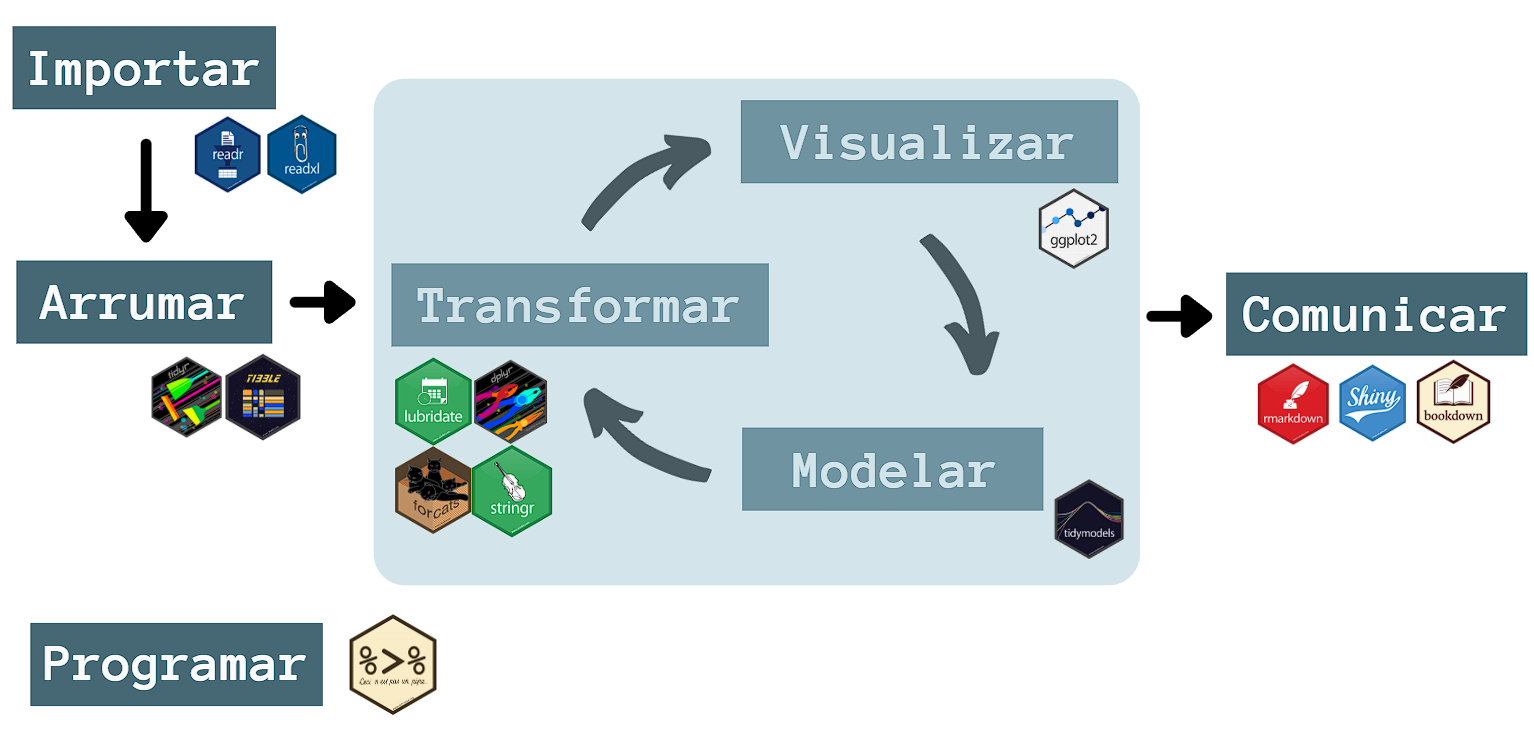 Importar
readr
readxl
Arrumar
tidyr
TIBBLE
Transformar
lubridate
dplyr
forcats
stringr
Visualizar
ggplot2
Modelar
tidymodels
Comunicar
rmarkdown
Shiny
bookdown
Programar
%>%
Ceci n'est pas un pipe.